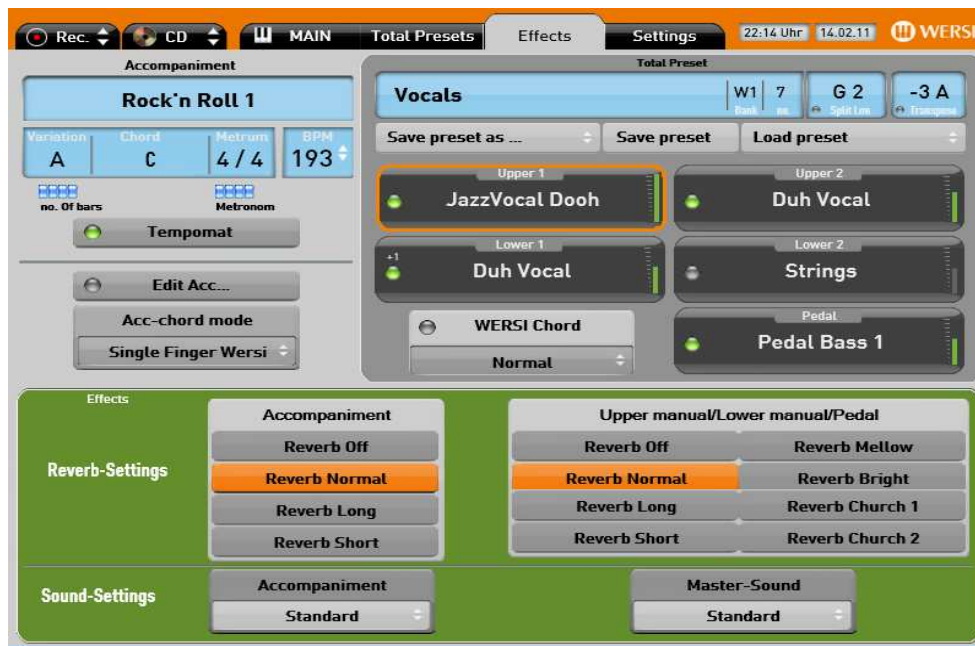 Rec. CD MAIN Total Presets Effects Settings 22:14 Uhr 14.02.11 WERSI
Accompaniment
Rock'n Roll 1
Variation Chord Metrum BPM
A C 4/4 193
no. Of bars Metronom
Tempomat
Edit Acc...
Acc-chord mode
Single Finger Wersi
Total Preset
Vocals W1 7 G 2 -3 A
Bank no Split Low Transpose
Save preset as ... Save preset Load preset
Upper 1 Upper 2
JazzVocal Dooh Duh Vocal
Lower 1 Lower 2
+1
Duh Vocal Strings
WERSI Chord
Normal
Pedal
Pedal Bass 1
Effects
Reverb-Settings
Accompaniment
Reverb Off
Reverb Normal
Reverb Long
Reverb Short
Upper manual/Lower manual/Pedal
Reverb Off Reverb Mellow
Reverb Normal Reverb Bright
Reverb Long Reverb Church 1
Reverb Short Reverb Church 2
Sound-Settings
Accompaniment Master-Sound
Standard Standard